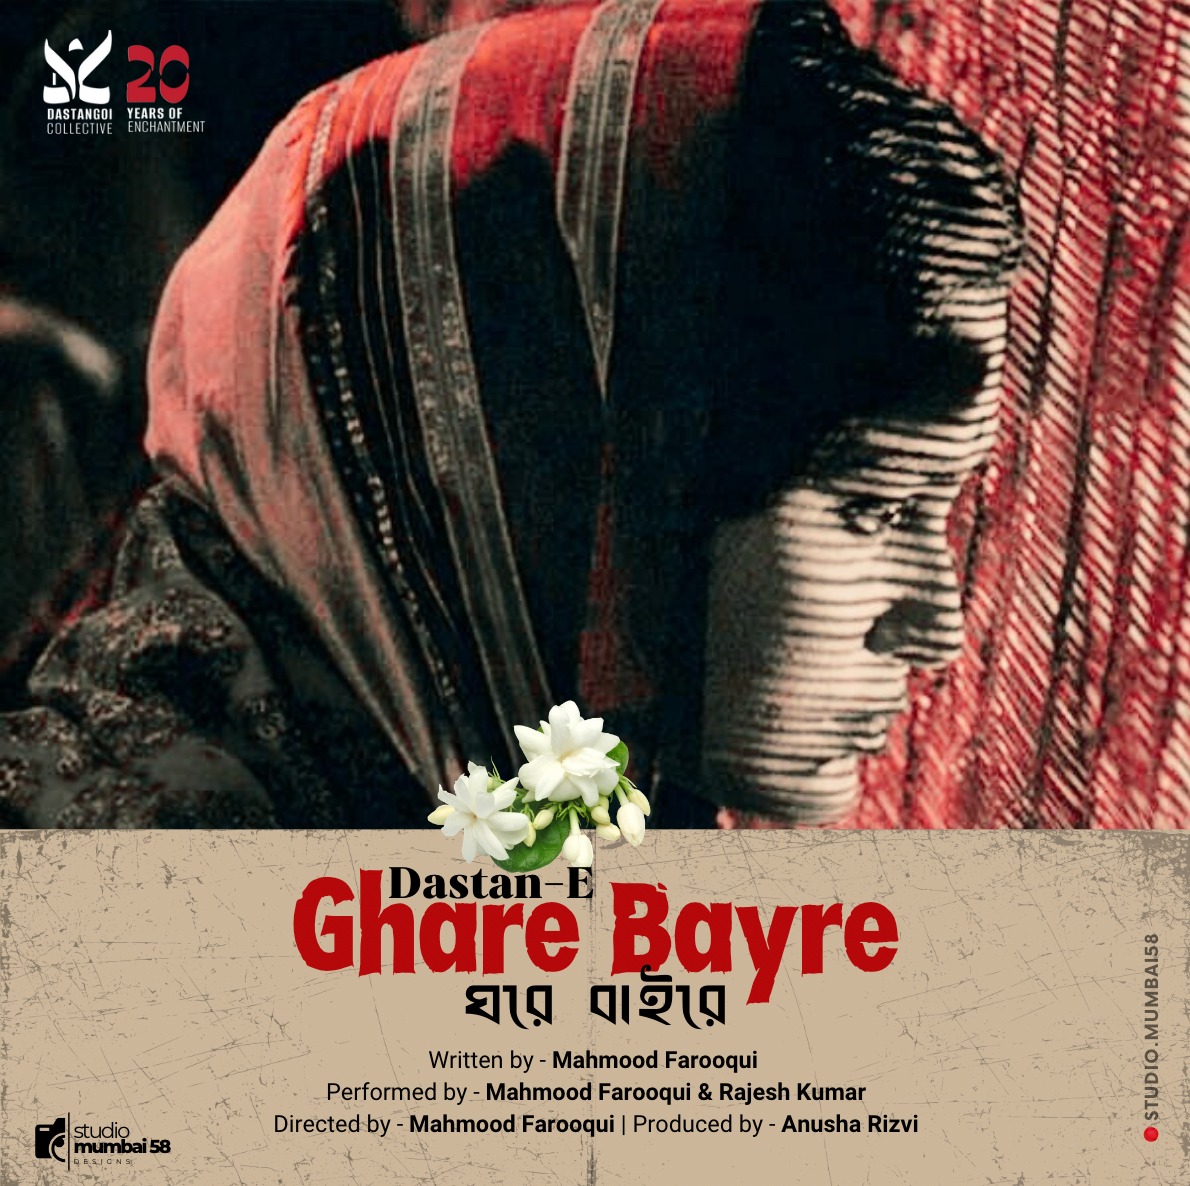 DASTANGOI
COLLECTIVE
20
YEARS OF
ENCHANTMENT
Dastan-E
Ghare Bayre
ঘরে বাইরে
Written by - Mahmood Farooqui
Performed by - Mahmood Farooqui & Rajesh Kumar
Directed by - Mahmood Farooqui | Produced by - Anusha Rizvi
studio
mumbai 58
DESIGNS
STUDIO.MUMBAI58